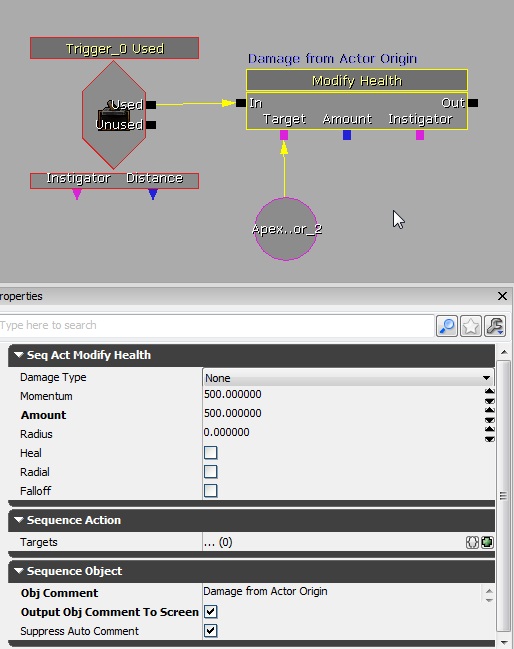 Trigger_0 Used
Damage from Actor Origin
Modify Health
Used
Unused
In
Out
Target Amount Instigator
Instigator Distance
Apex..or_2
roperties
Type here to search
Seq Act Modify Health
Damage Type None
Momentum 500.000000
Amount 500.000000
Radius 0.000000
Heal
Radial
Falloff
Sequence Action
Targets ... (0)
Sequence Object
Obj Comment Damage from Actor Origin
Output Obj Comment To Screen
Suppress Auto Comment